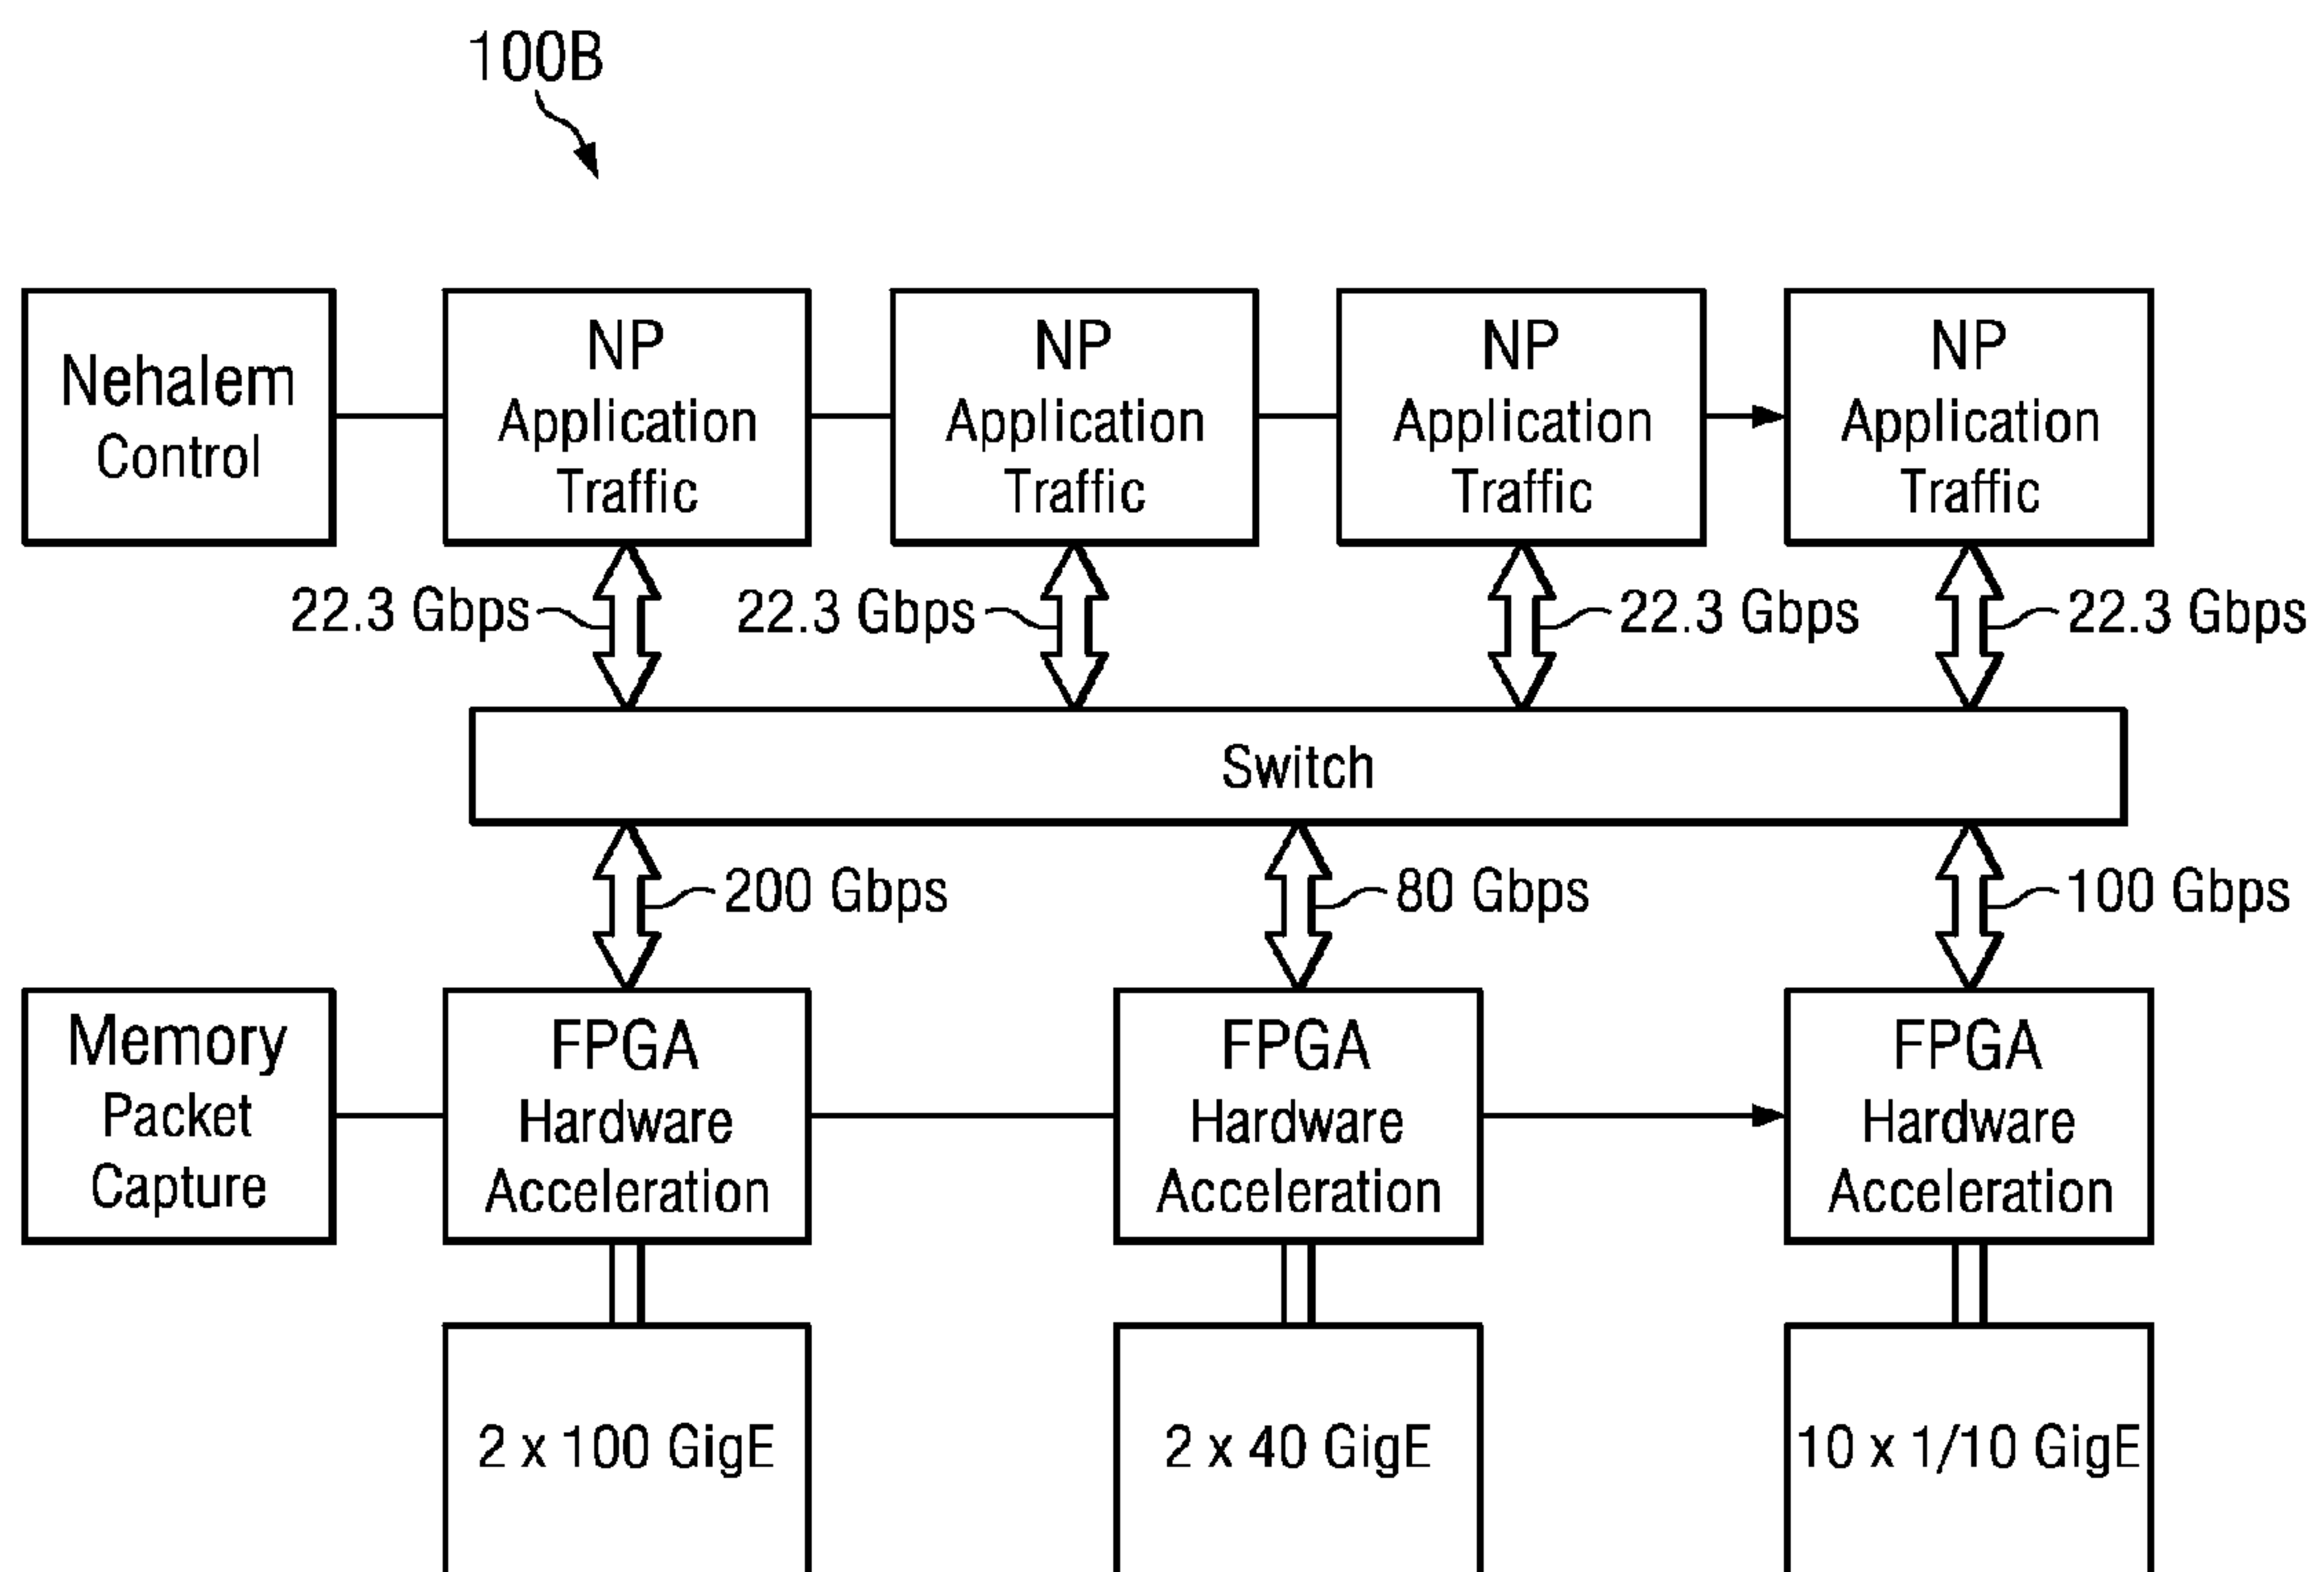 100B
Nehalem
Control
NP
Application
Traffic
NP
Application
Traffic
NP
Application
Traffic
NP
Application
Traffic
22.3 Gbps
22.3 Gbps
22.3 Gbps
22.3 Gbps
Switch
200 Gbps
80 Gbps
100 Gbps
Memory
Packet
Capture
FPGA
Hardware
Acceleration
FPGA
Hardware
Acceleration
FPGA
Hardware
Acceleration
2 x 100 GigE
2 x 40 GigE
10 x 1/10 GigE